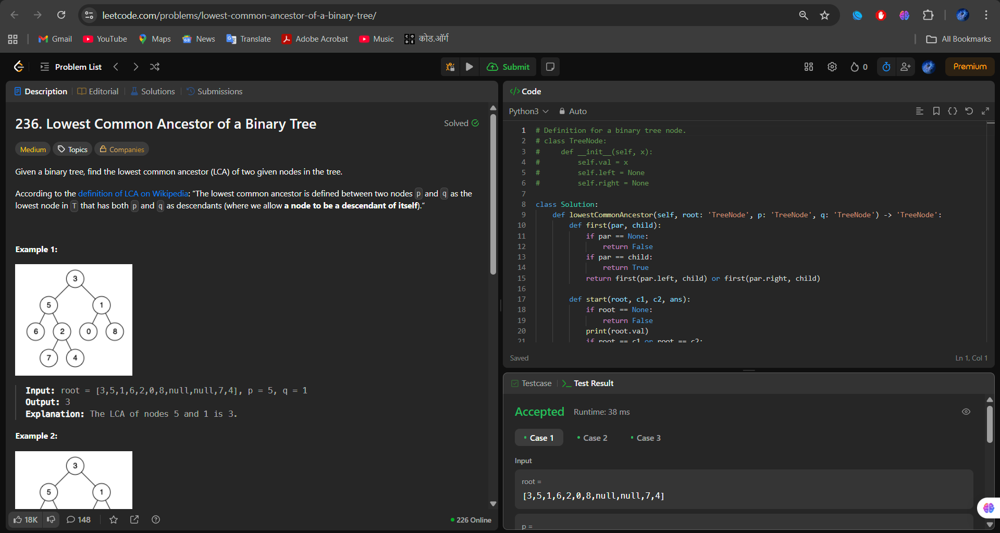 leetcode.com/problems/lowest-common-ancestor-of-a-binary-tree/
Gmail YouTube Maps News Translate Adobe Acrobat Music कोड.ऑर्ग All Bookmarks
Problem List Submit 0 Premium
Description Editorial Solutions Submissions
236. Lowest Common Ancestor of a Binary Tree
Solved
Medium Topics Companies
Given a binary tree, find the lowest common ancestor (LCA) of two given nodes in the tree.
According to the definition of LCA on Wikipedia: “The lowest common ancestor is defined between two nodes p and q as the
lowest node in T that has both p and q as descendants (where we allow a node to be a descendant of itself).”
Example 1:
3
5 1
6 2 0 8
7 4
Input: root = [3,5,1,6,2,0,8,null,null,7,4], p = 5, q = 1
Output: 3
Explanation: The LCA of nodes 5 and 1 is 3.
Example 2:
3
5 1
18K 148 226 Online
Code
Python3 Auto
1 # Definition for a binary tree node.
2 # class TreeNode:
3 #     def __init__(self, x):
4 #         self.val = x
5 #         self.left = None
6 #         self.right = None
7
8 class Solution:
9     def lowestCommonAncestor(self, root: 'TreeNode', p: 'TreeNode', q: 'TreeNode') -> 'TreeNode':
10         def first(par, child):
11             if par == None:
12                 return False
13             if par == child:
14                 return True
15             return first(par.left, child) or first(par.right, child)
16
17         def start(root, c1, c2, ans):
18             if root == None:
19                 return False
20             print(root.val)
21             if root == c1 or root == c2:
Saved Ln 1, Col 1
Testcase Test Result
Accepted Runtime: 38 ms
Case 1 Case 2 Case 3
Input
root =
[3,5,1,6,2,0,8,null,null,7,4]
p =